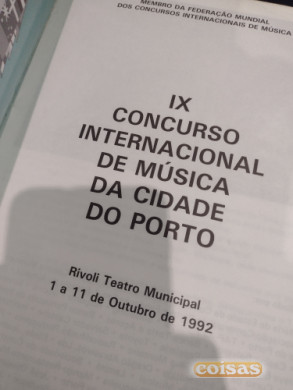 MEMBRO DA FEDERAÇÃO MUNDIAL
DOS CONCURSOS INTERNACIONAIS DE MÚSICA
IX
CONCURSO
INTERNACIONAL
DE MÚSICA
DA CIDADE
DO PORTO
Rivoli Teatro Municipal
1 a 11 de Outubro de 1992
coisas